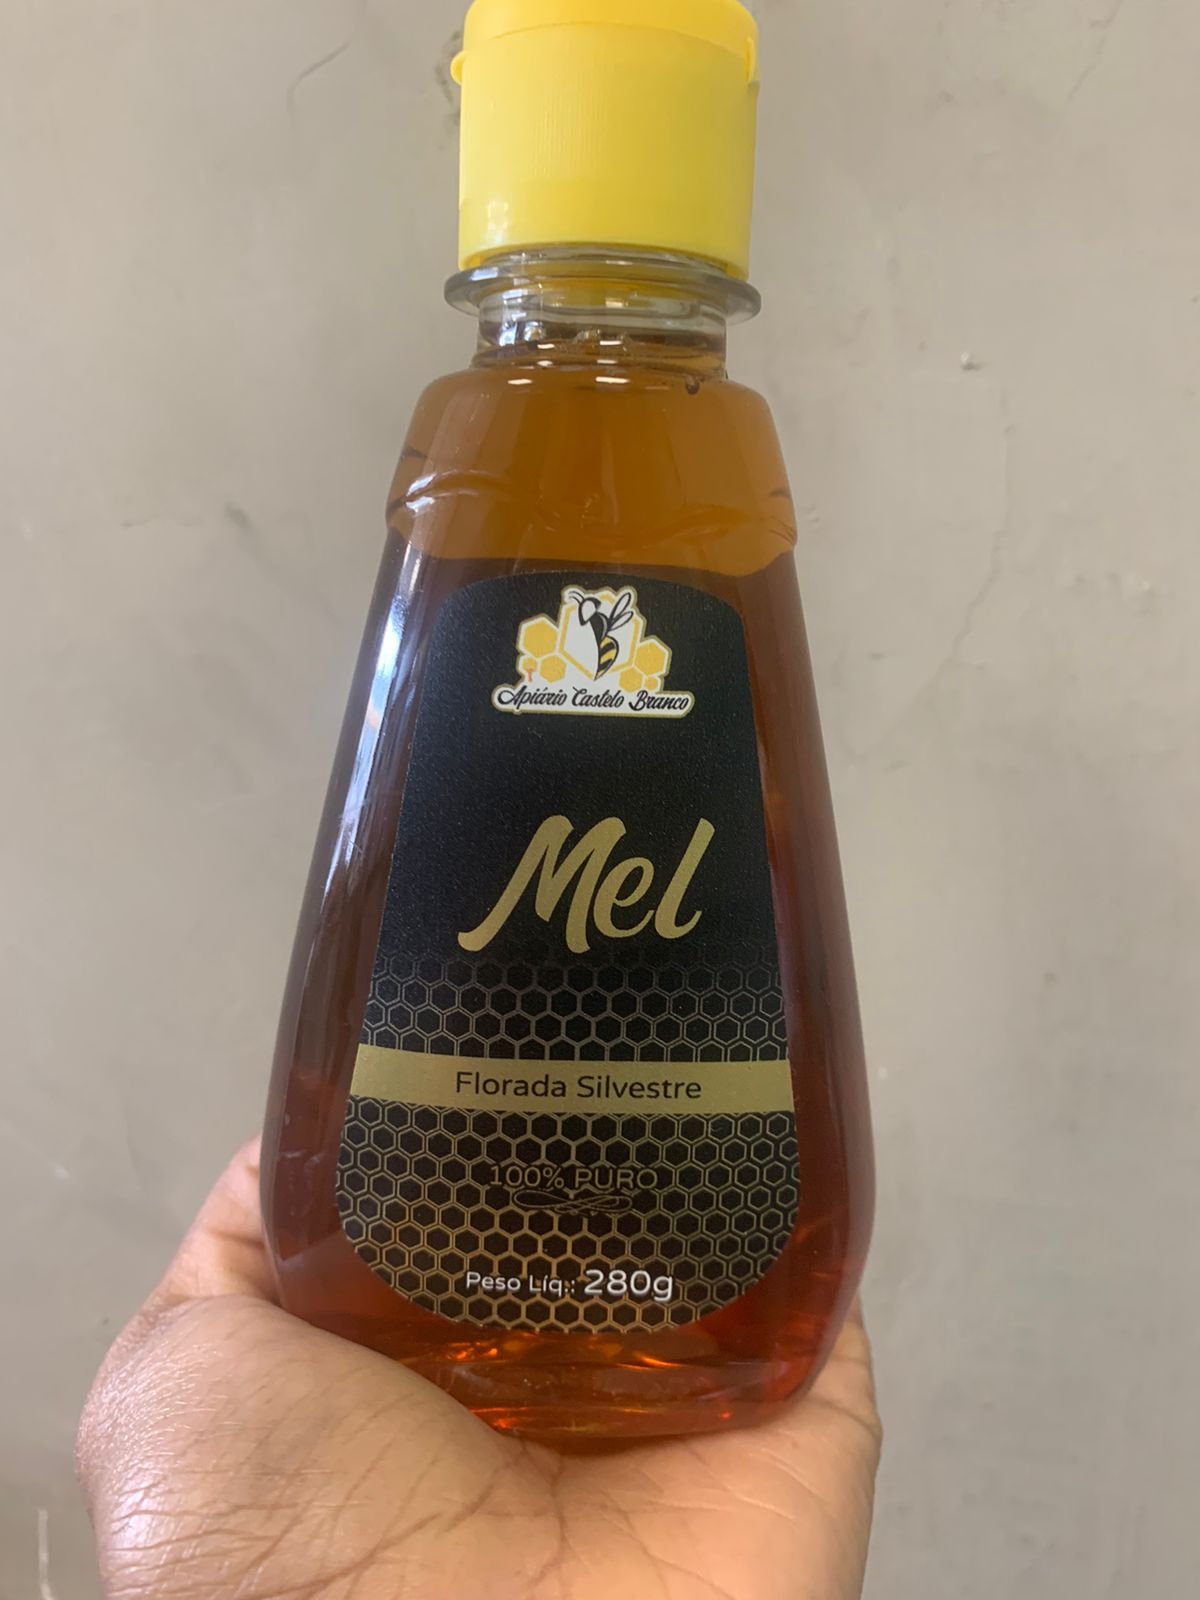 Apiário Castelo Branco
Mel
Florada Silvestre
100% PURO
Peso Líq.: 280g